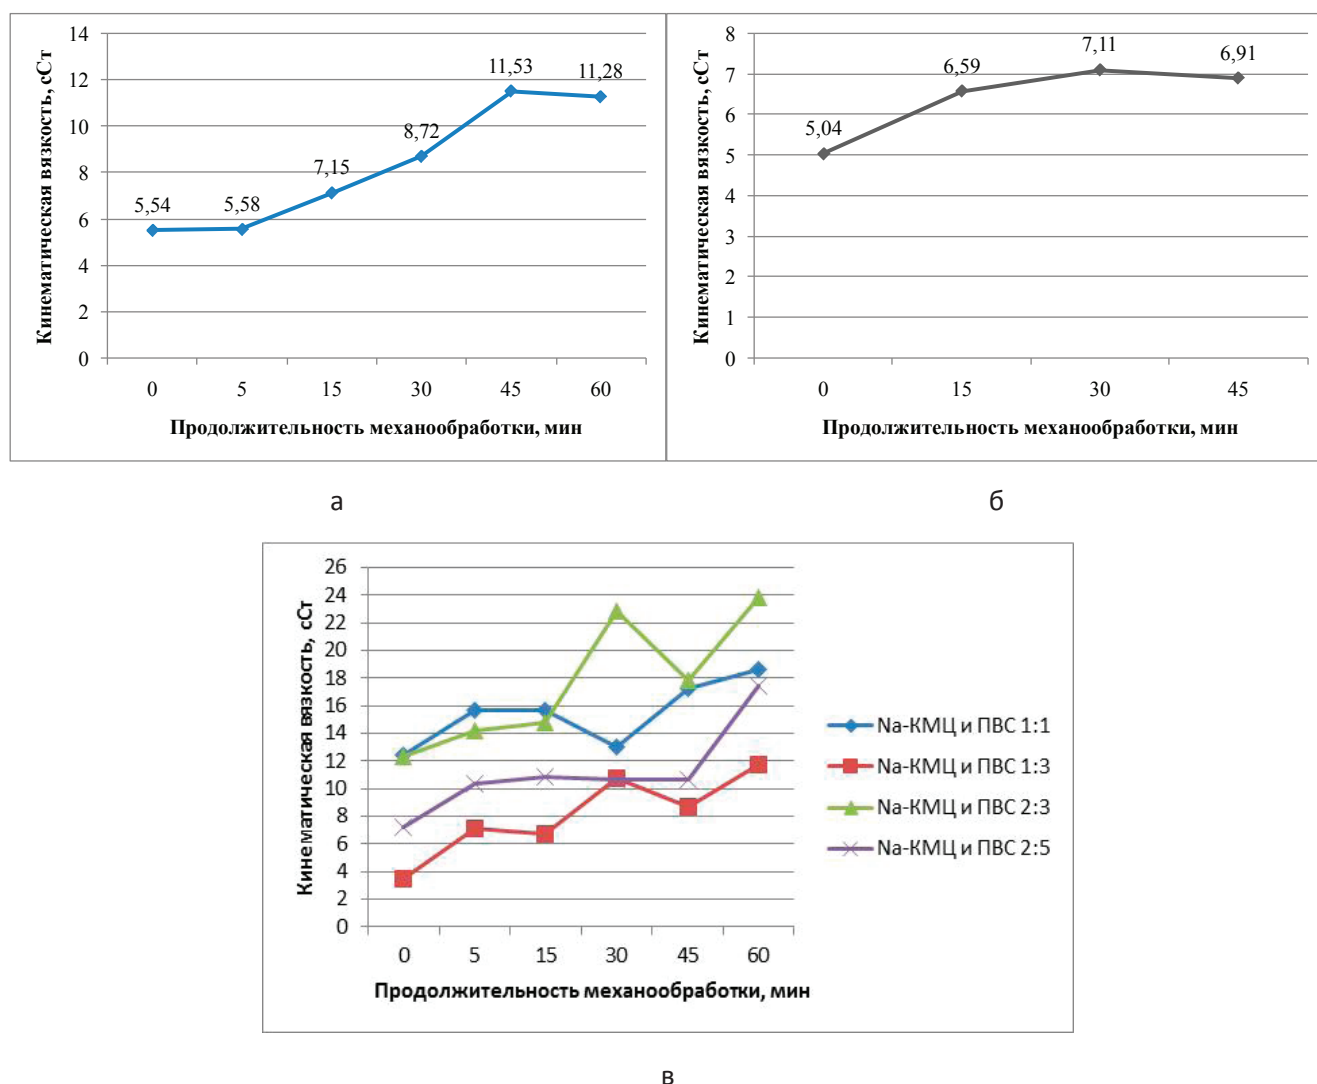 Кинематическая вязкость, сСт
14
12
10
8
6
4
2
0
5,54
5,58
7,15
8,72
11,53
11,28
0 5 15 30 45 60
Продолжительность механообработки, мин
Кинематическая вязкость, сСт
8
7
6
5
4
3
2
1
0
5,04
6,59
7,11
6,91
0 15 30 45
Продолжительность механообработки, мин
а
б
Кинематическая вязкость, сСт
26
24
22
20
18
16
14
12
10
8
6
4
2
0
0 5 15 30 45 60
Продолжительность механообработки, мин
Na-КМЦ и ПВС 1:1
Na-КМЦ и ПВС 1:3
Na-КМЦ и ПВС 2:3
Na-КМЦ и ПВС 2:5
в